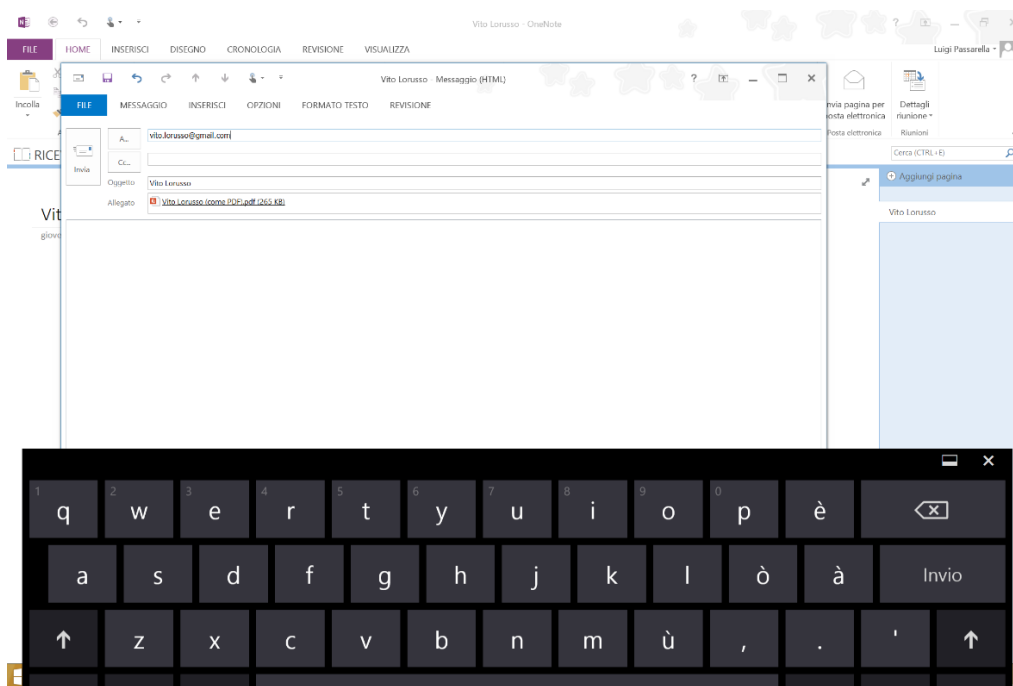 Vito Lorusso - OneNote
FILE HOME INSERISCI DISEGNO CRONOLOGIA REVISIONE VISUALIZZA
Luigi Passarella
Vito Lorusso - Messaggio (HTML)
Incolla
FILE MESSAGGIO INSERISCI OPZIONI FORMATO TESTO REVISIONE
nvia pagina per
posta elettronica
Dettagli
riunione
Posta elettronica Riunioni
A...
vito.lorusso@gmail.com
RICE
Cerca (CTRL+E)
Invia
Cc...
Oggetto Vito Lorusso
Aggiungi pagina
Allegato Vito Lorusso (come PDF).pdf (265 KB)
Vit
Vito Lorusso
giove
1 2 3 4 5 6 7 8 9 0
q w e r t y u i o p è
a s d f g h j k l ò à Invio
z x c v b n m ù , . '